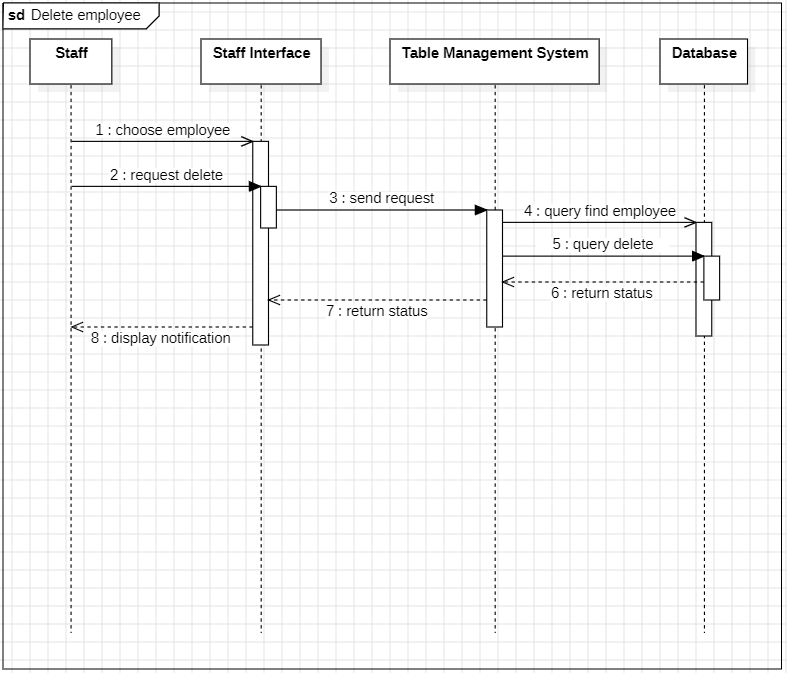 sd Delete employee
Staff
Staff Interface
Table Management System
Database
1 : choose employee
2 : request delete
3 : send request
4 : query find employee
5 : query delete
6 : return status
7 : return status
8 : display notification